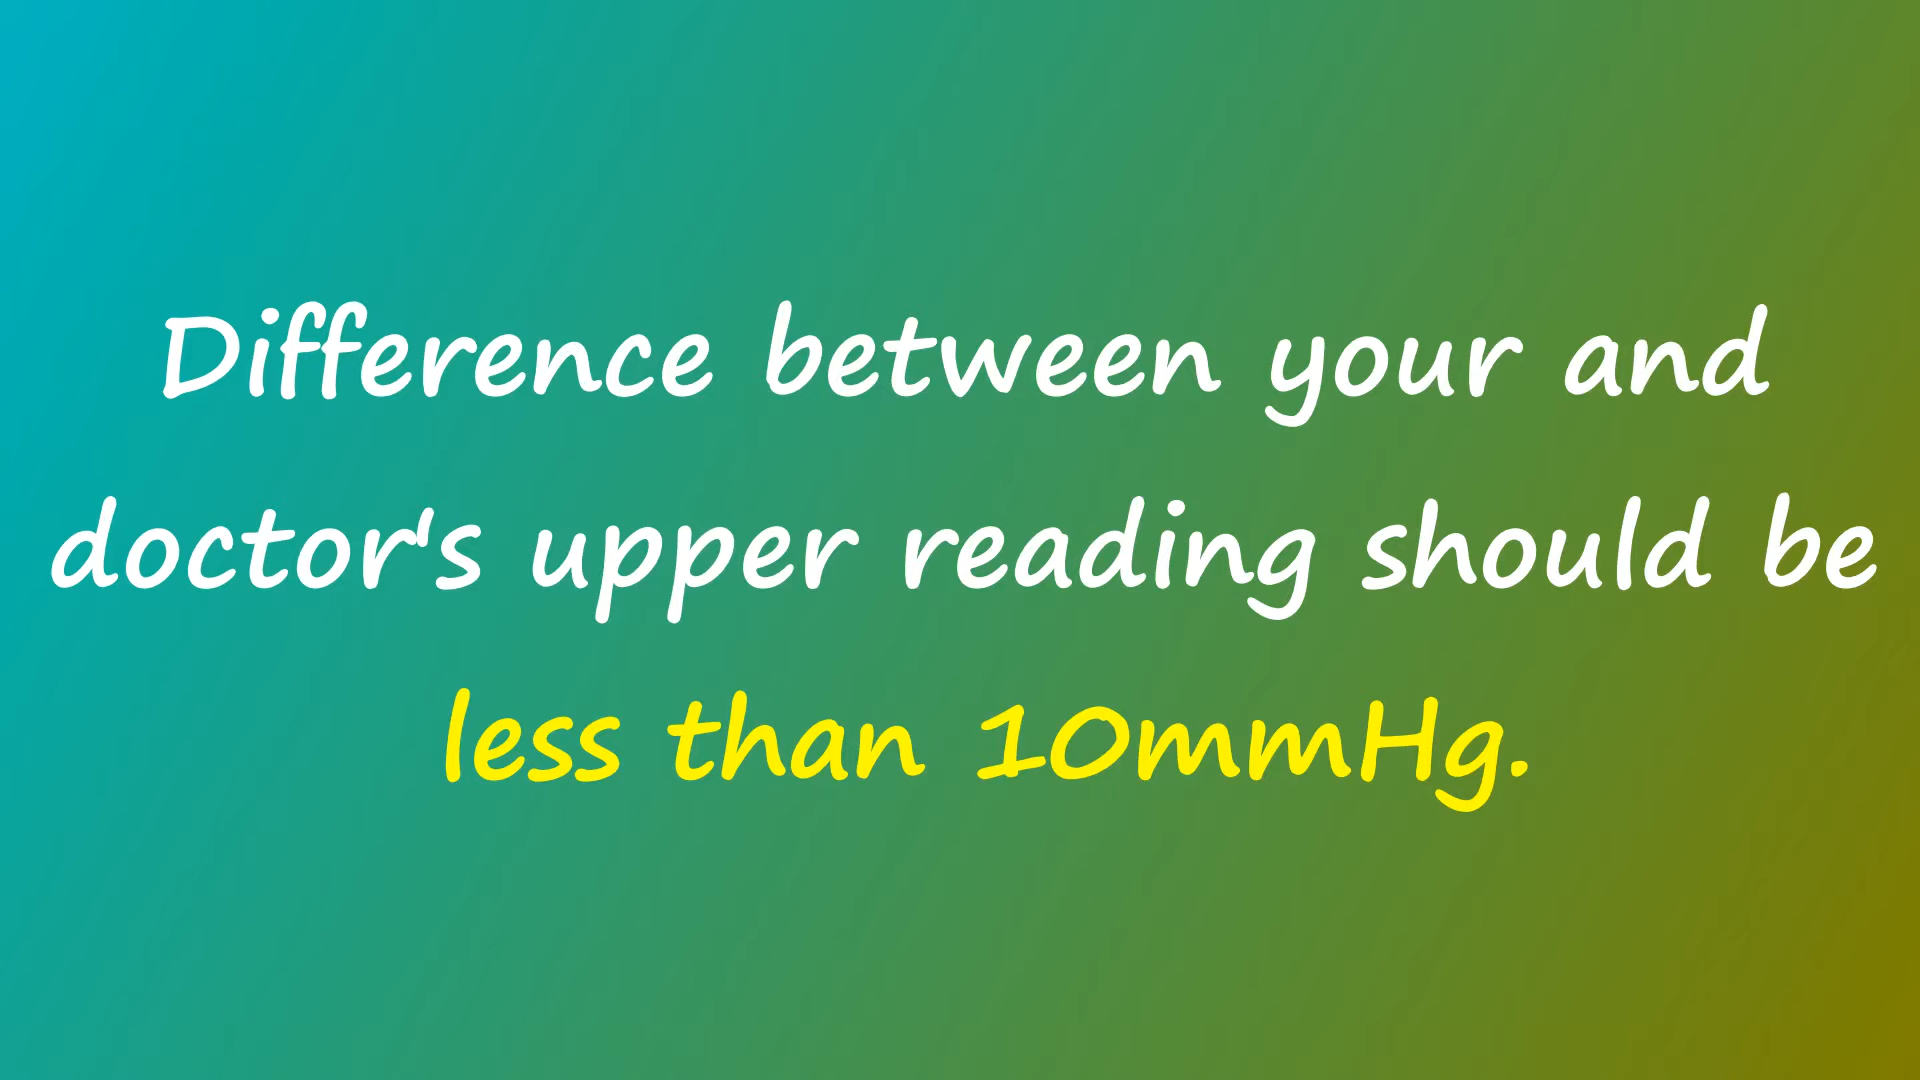 Difference between your and
doctor's upper reading should be
less than 10mmHg.